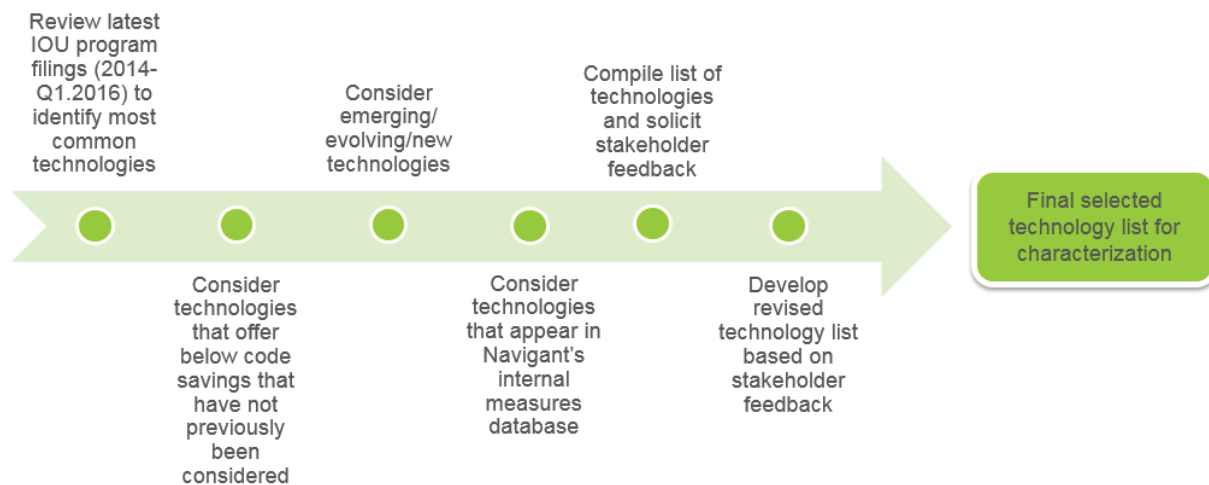 Review latest
IOU program
filings (2014-
Q1.2016) to
identify most
common
technologies
Consider
technologies
that offer
below code
savings that
have not
previously
been
considered
Consider
emerging/
evolving/new
technologies
Consider
technologies
that appear in
Navigant's
internal
measures
database
Compile list of
technologies
and solicit
stakeholder
feedback
Develop
revised
technology list
based on
stakeholder
feedback
Final selected
technology list for
characterization